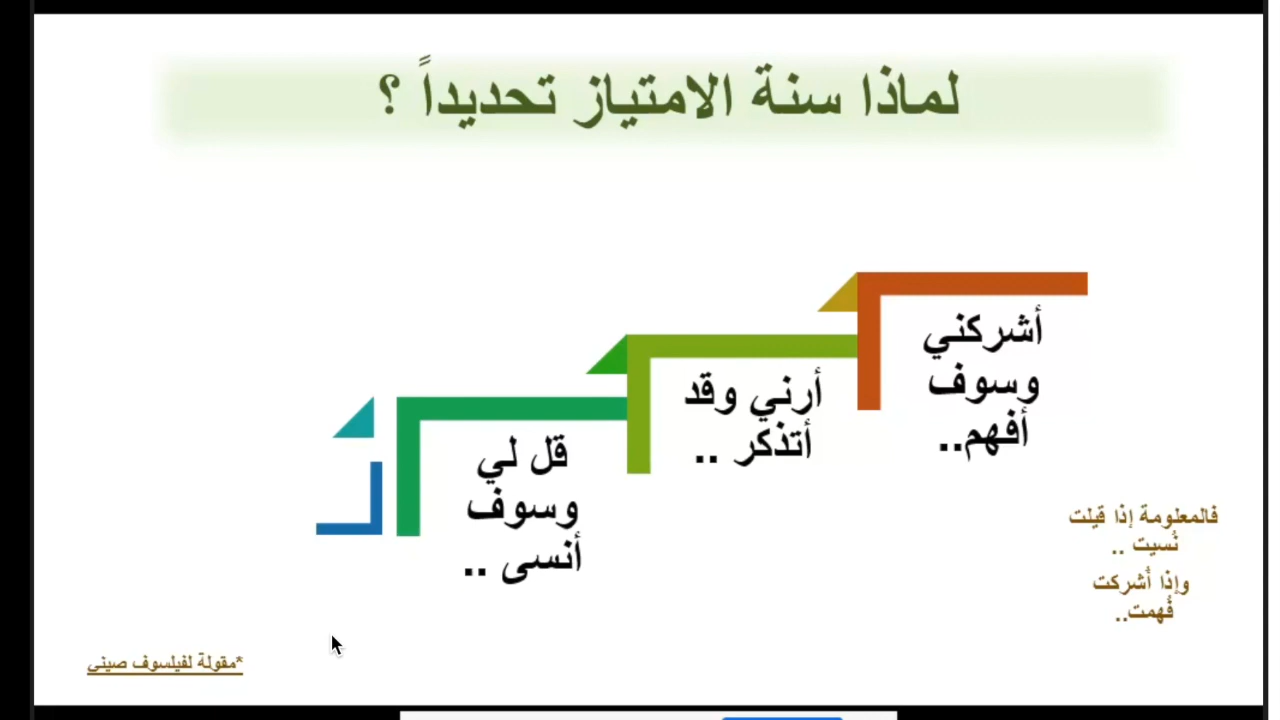 لماذا سنة الامتياز تحديداً ؟
قل لي
وسوف
أنسى ..
أرني وقد
أتذكر ..
أشركني
وسوف
أفهم..
فالمعلومة إذا قيلت
نُسيت ..
وإذا أُشركت
فُهمت..
*مقولة لفيلسوف صيني